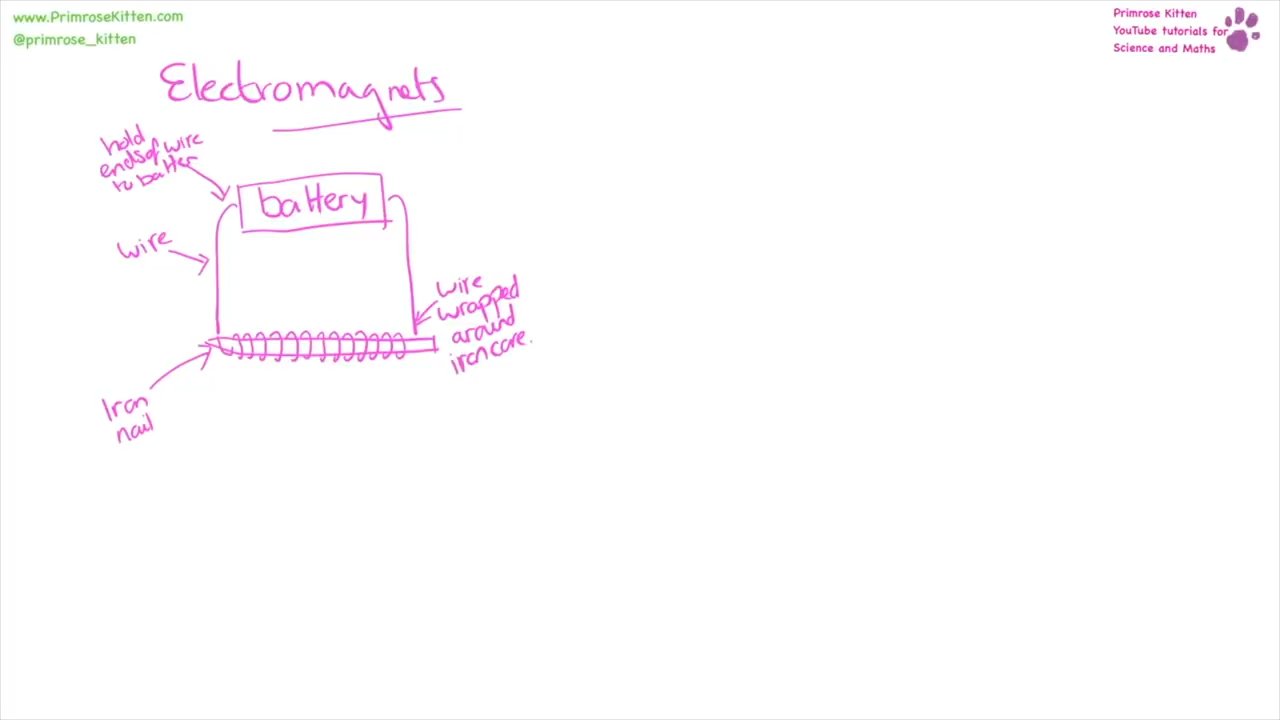 www.PrimroseKitten.com
@primrose_kitten
Primrose Kitten
YouTube tutorials for
Science and Maths
Electromagnets
hold
ends of wire
to batter
battery
wire
wire
wrapped
around
iron core.
Iron
nail